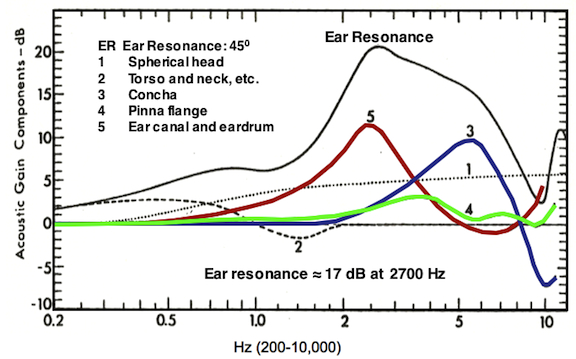 Ear Resonance
ER Ear Resonance: 45⁰
1 Spherical head
2 Torso and neck, etc.
3 Concha
4 Pinna flange
5 Ear canal and eardrum
Acoustic Gain Components – dB
20
15
10
5
0
-5
-10
5
3
1
4
2
Ear resonance ≈ 17 dB at 2700 Hz
0.2
0.5
1.0
2
5
10
Hz (200-10,000)